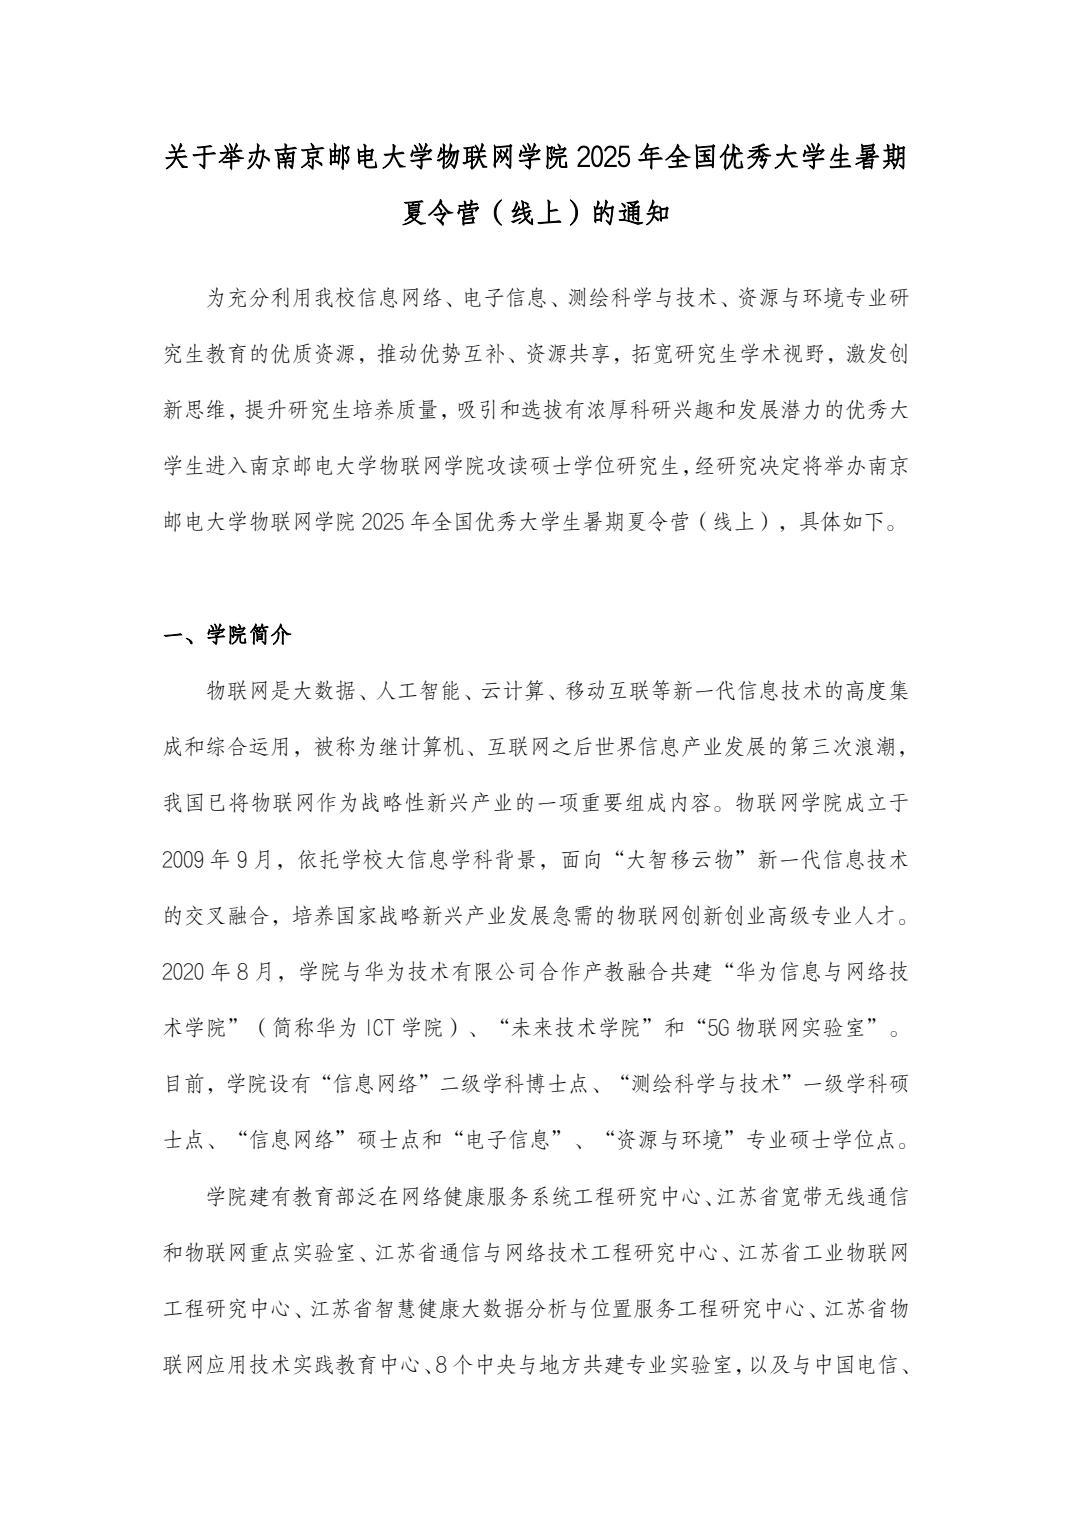 关于举办南京邮电大学物联网学院 2025 年全国优秀大学生暑期
夏令营（线上）的通知
为充分利用我校信息网络、电子信息、测绘科学与技术、资源与环境专业研
究生教育的优质资源，推动优势互补、资源共享，拓宽研究生学术视野，激发创
新思维，提升研究生培养质量，吸引和选拔有浓厚科研兴趣和发展潜力的优秀大
学生进入南京邮电大学物联网学院攻读硕士学位研究生，经研究决定将举办南京
邮电大学物联网学院 2025 年全国优秀大学生暑期夏令营（线上），具体如下。
一、学院简介
物联网是大数据、人工智能、云计算、移动互联等新一代信息技术的高度集
成和综合运用，被称为继计算机、互联网之后世界信息产业发展的第三次浪潮，
我国已将物联网作为战略性新兴产业的一项重要组成内容。物联网学院成立于
2009 年 9 月，依托学校大信息学科背景，面向“大智移云物”新一代信息技术
的交叉融合，培养国家战略新兴产业发展急需的物联网创新创业高级专业人才。
2020 年 8 月，学院与华为技术有限公司合作产教融合共建“华为信息与网络技
术学院”（简称华为 ICT 学院）、“未来技术学院”和“5G 物联网实验室”。
目前，学院设有“信息网络”二级学科博士点、“测绘科学与技术”一级学科硕
士点、“信息网络”硕士点和“电子信息”、“资源与环境”专业硕士学位点。
学院建有教育部泛在网络健康服务系统工程研究中心、江苏省宽带无线通信
和物联网重点实验室、江苏省通信与网络技术工程研究中心、江苏省工业物联网
工程研究中心、江苏省智慧健康大数据分析与位置服务工程研究中心、江苏省物
联网应用技术实践教育中心、8 个中央与地方共建专业实验室，以及与中国电信、